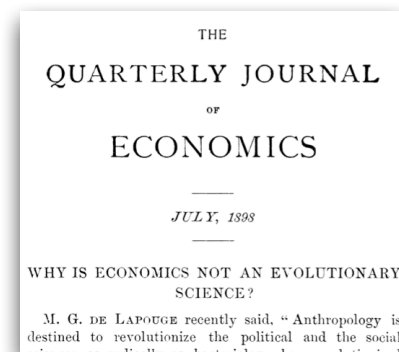 THE
QUARTERLY JOURNAL
OF
ECONOMICS
JULY, 1898
WHY IS ECONOMICS NOT AN EVOLUTIONARY
SCIENCE?
M. G. DE LAPOUGE recently said, “Anthropology is
destined to revolutionize the political and the social